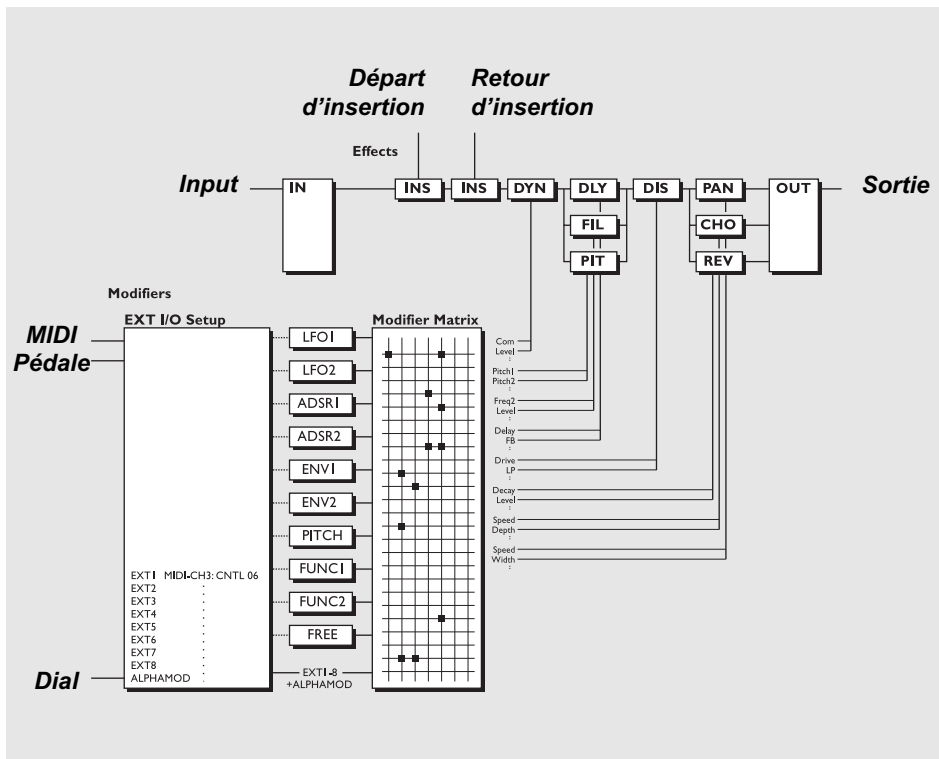 Départ
d'insertion
Retour
d'insertion
Effects
Input
IN
INS
INS
DYN
DLY
DIS
PAN
OUT
Sortie
FIL
CHO
PIT
REV
Modifiers
EXT I/O Setup
Modifier Matrix
MIDI
Pédale
LFO1
LFO2
ADSR1
ADSR2
ENV1
ENV2
PITCH
FUNC1
FUNC2
FREE
EXT1-8
+ALPHAMOD
Com
Level
:
Pitch1
Pitch2
:
Freq2
Level
:
Delay
FB
:
Drive
LP
:
Decay
Level
:
Speed
Depth
:
Speed
Width
:
EXT1 MIDI-CH3: CNTL 06
EXT2 :
EXT3 :
EXT4 :
EXT5 :
EXT6 :
EXT7 :
EXT8 :
ALPHAMOD :
Dial